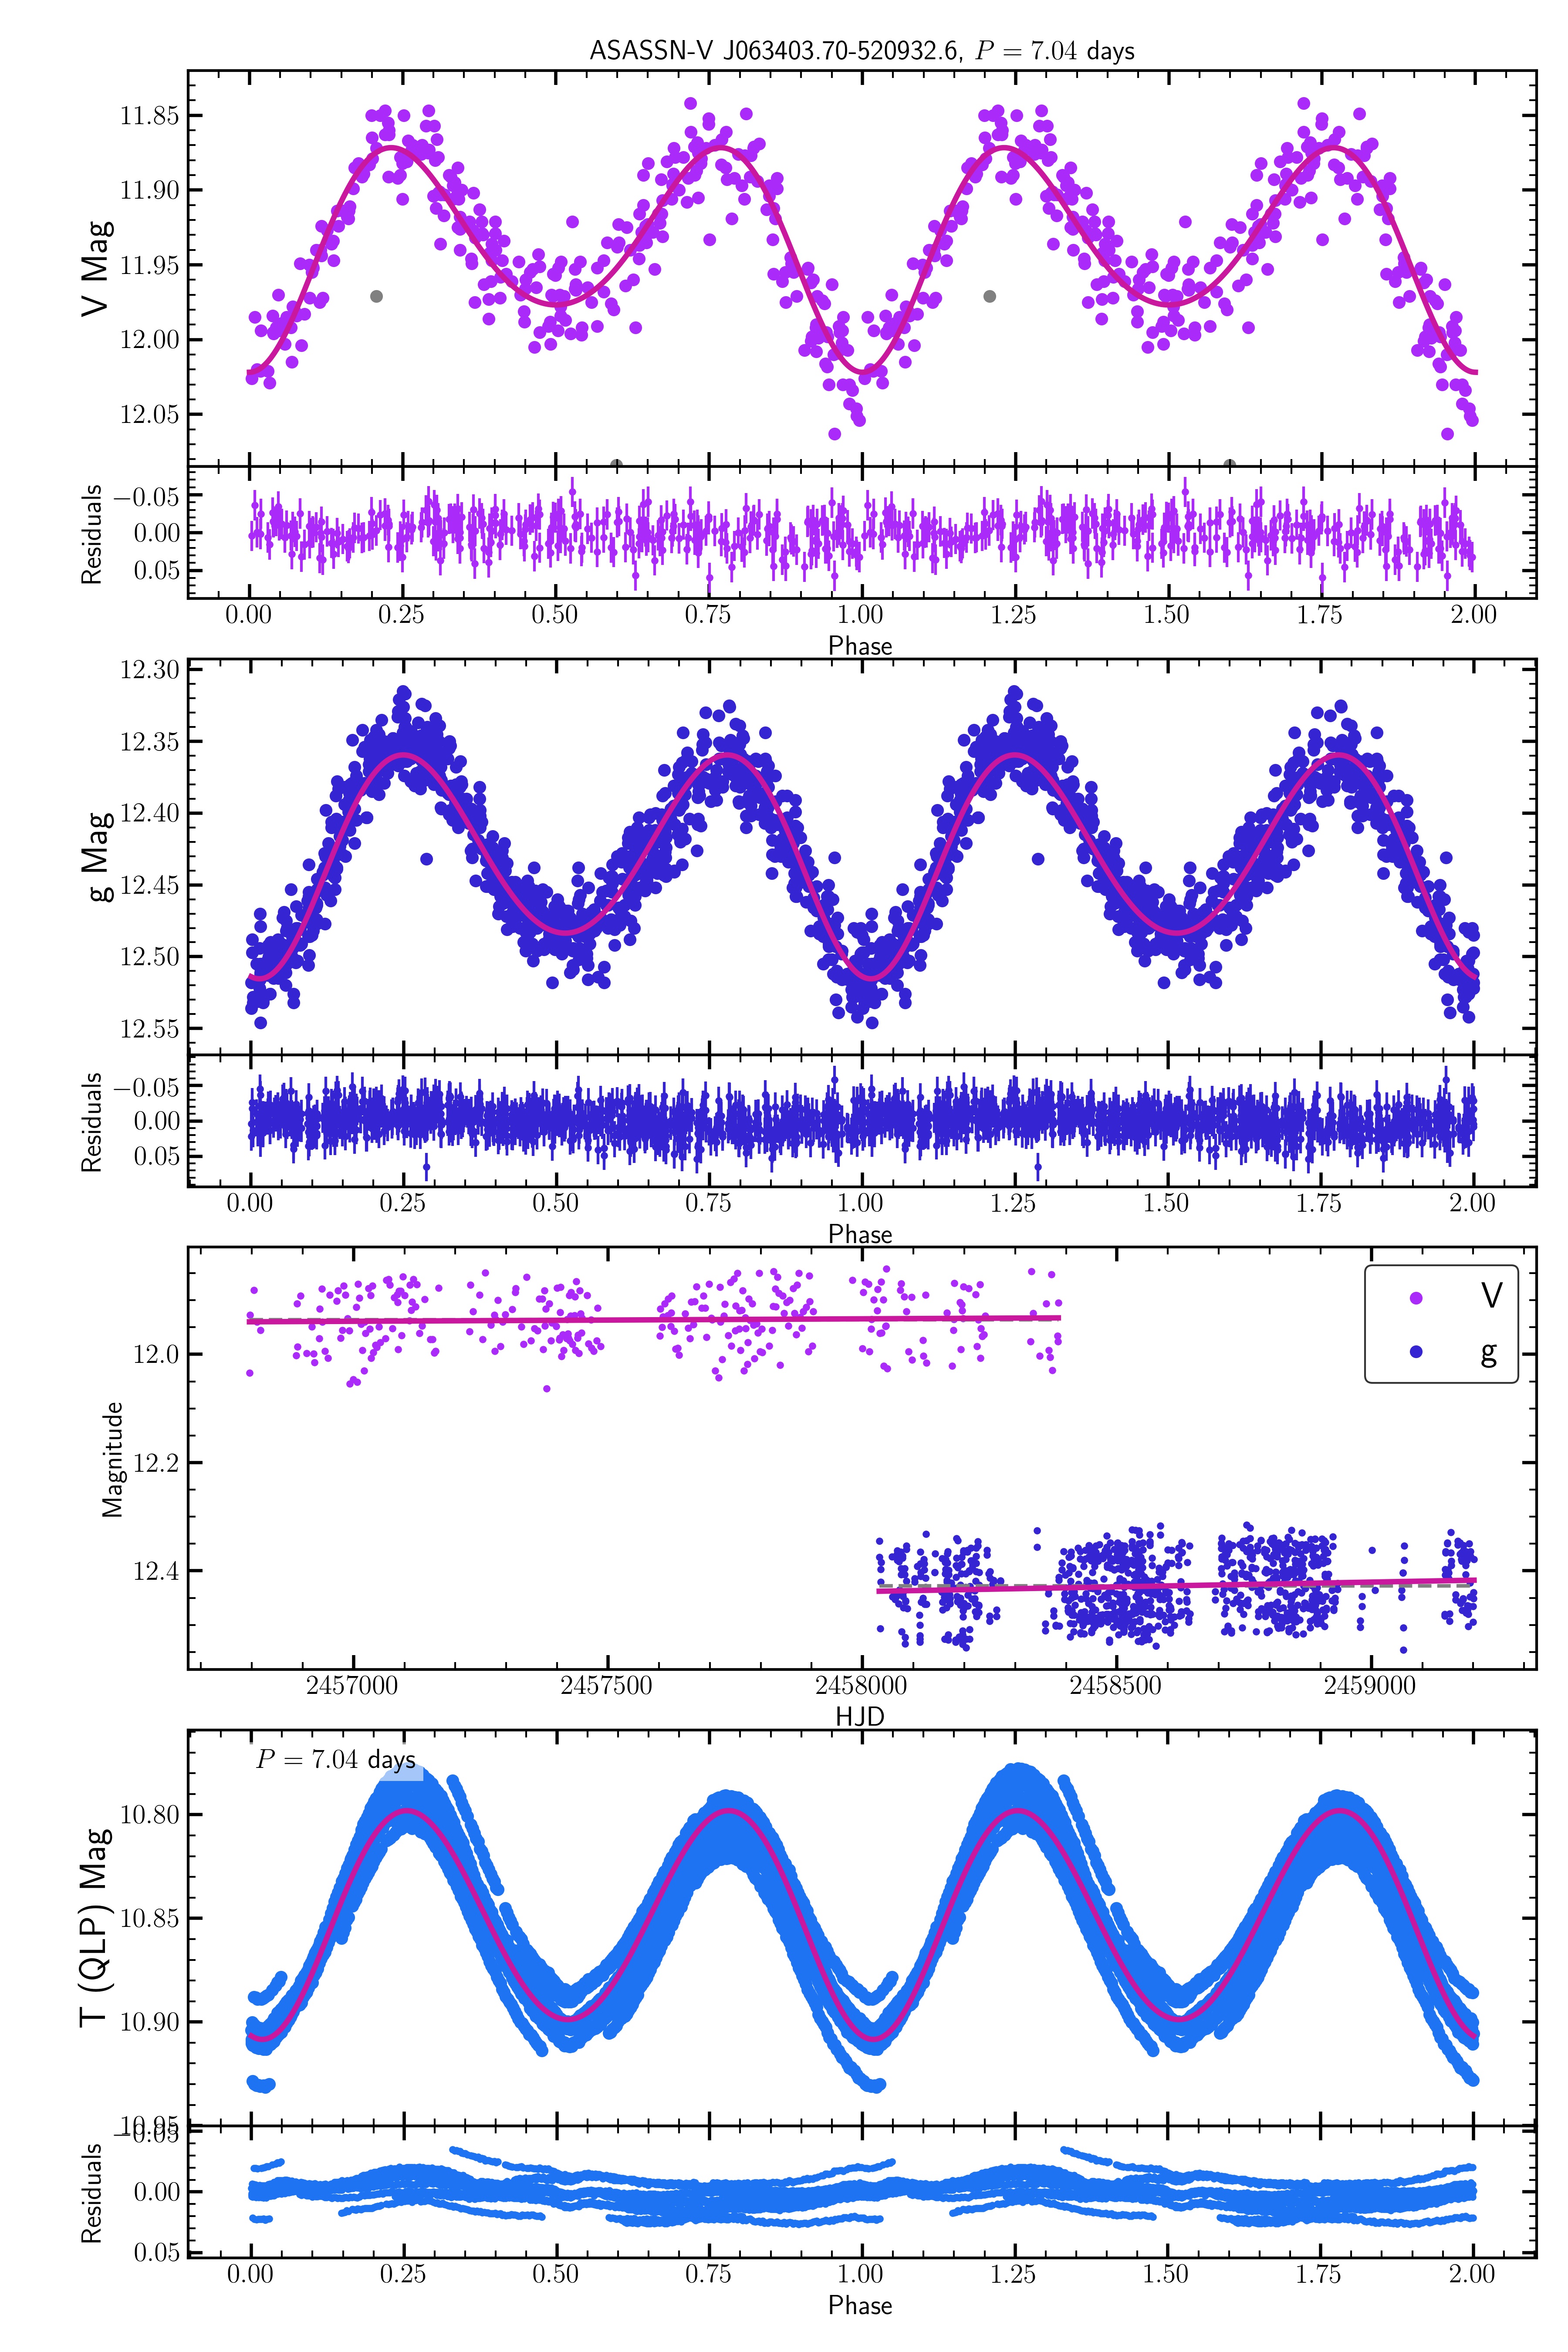 ASASSN-V J063403.70-520932.6, P = 7.04 days
11.85
11.90
11.95
12.00
12.05
V Mag
−0.05
0.00
0.05
Residuals
0.00 0.25 0.50 0.75 1.00 1.25 1.50 1.75 2.00
Phase
12.30
12.35
12.40
12.45
12.50
12.55
g Mag
−0.05
0.00
0.05
Residuals
0.00 0.25 0.50 0.75 1.00 1.25 1.50 1.75 2.00
Phase
V
g
12.0
12.2
12.4
Magnitude
2457000 2457500 2458000 2458500 2459000
HJD
P = 7.04 days
10.80
10.85
10.90
10.95
T (QLP) Mag
−0.05
0.00
0.05
Residuals
0.00 0.25 0.50 0.75 1.00 1.25 1.50 1.75 2.00
Phase